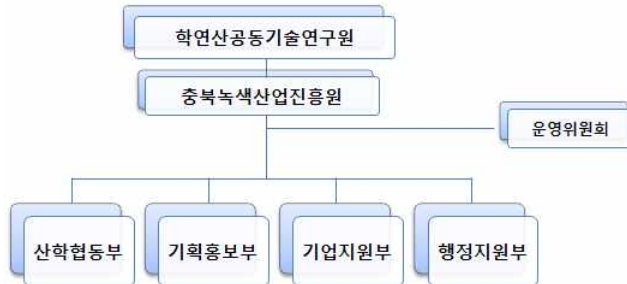 학연산공동기술연구원
충북녹색산업진흥원
운영위원회
산학협동부
기획홍보부
기업지원부
행정지원부